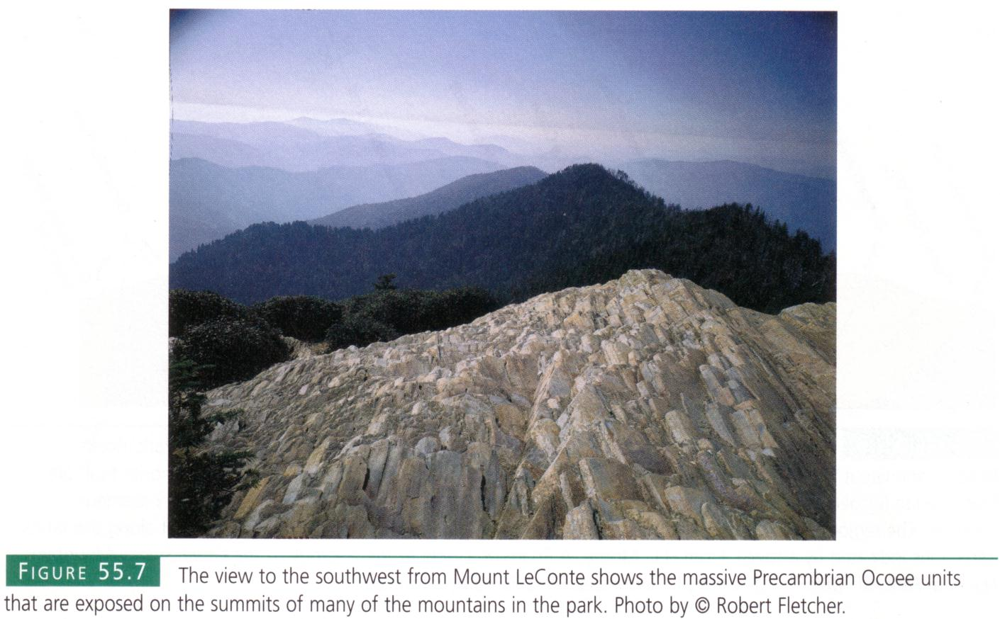 FIGURE 55.7 The view to the southwest from Mount LeConte shows the massive Precambrian Ocoee units
that are exposed on the summits of many of the mountains in the park. Photo by © Robert Fletcher.